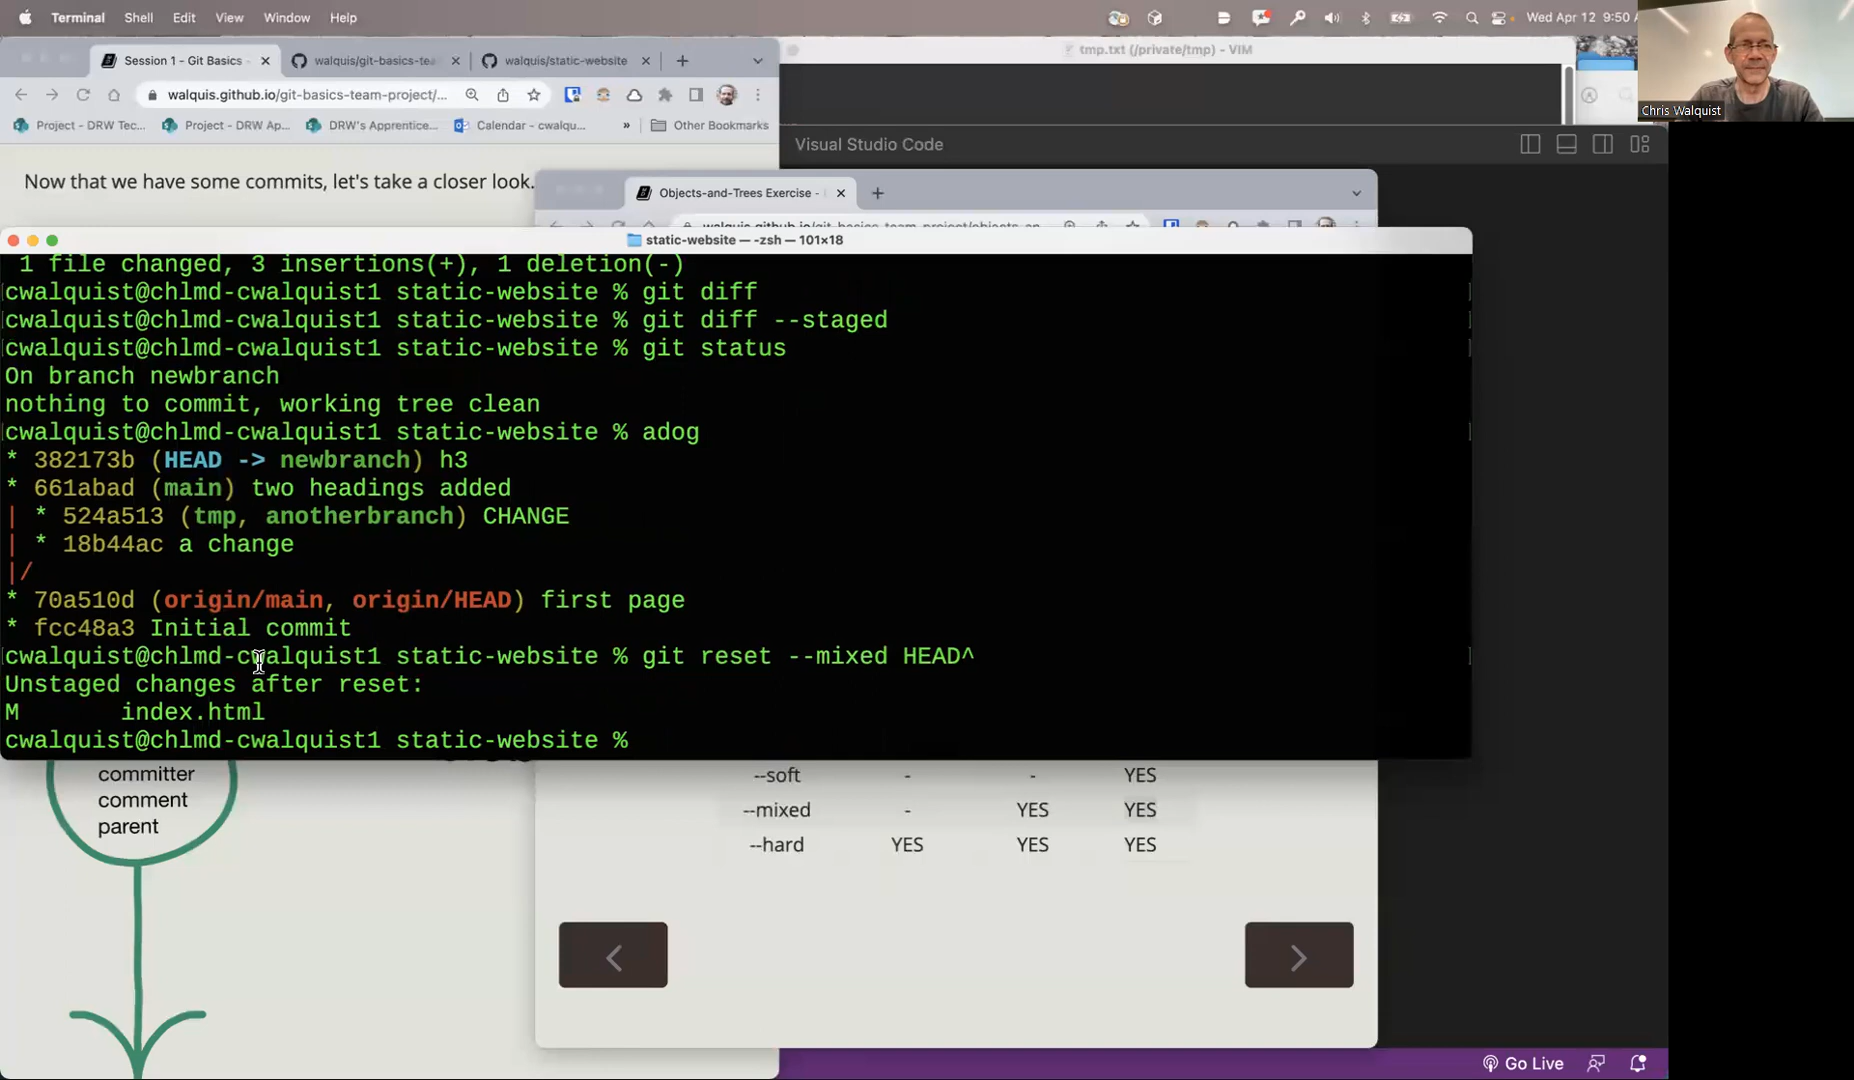 Terminal Shell Edit View Window Help
Wed Apr 12 9:50
tmp.txt (/private/tmp) - VIM
Session 1 - Git Basics -
walquis/git-basics-tea
walquis/static-website
walquis.github.io/git-basics-team-project/...
Project - DRW Tec...
Project - DRW Ap...
DRW's Apprentice...
Calendar - cwalqu...
» Other Bookmarks
Chris Walquist
Visual Studio Code
Now that we have some commits, let's take a closer look.
Objects-and-Trees Exercise -
static-website — -zsh — 101×18
1 file changed, 3 insertions(+), 1 deletion(-)
cwalquist@chlmd-cwalquist1 static-website % git diff
cwalquist@chlmd-cwalquist1 static-website % git diff --staged
cwalquist@chlmd-cwalquist1 static-website % git status
On branch newbranch
nothing to commit, working tree clean
cwalquist@chlmd-cwalquist1 static-website % adog
* 382173b (HEAD -> newbranch) h3
* 661abad (main) two headings added
| * 524a513 (tmp, anotherbranch) CHANGE
| * 18b44ac a change
|/
* 70a510d (origin/main, origin/HEAD) first page
* fcc48a3 Initial commit
cwalquist@chlmd-cwalquist1 static-website % git reset --mixed HEAD^
Unstaged changes after reset:
M index.html
cwalquist@chlmd-cwalquist1 static-website %
committer
comment
parent
--soft - - YES
--mixed - YES YES
--hard YES YES YES
Go Live